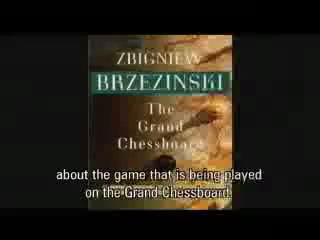 ZBIGNIEW
BRZEZINSKI
The
Grand
Chessboard
about the game that is being played
on the Grand Chessboard.